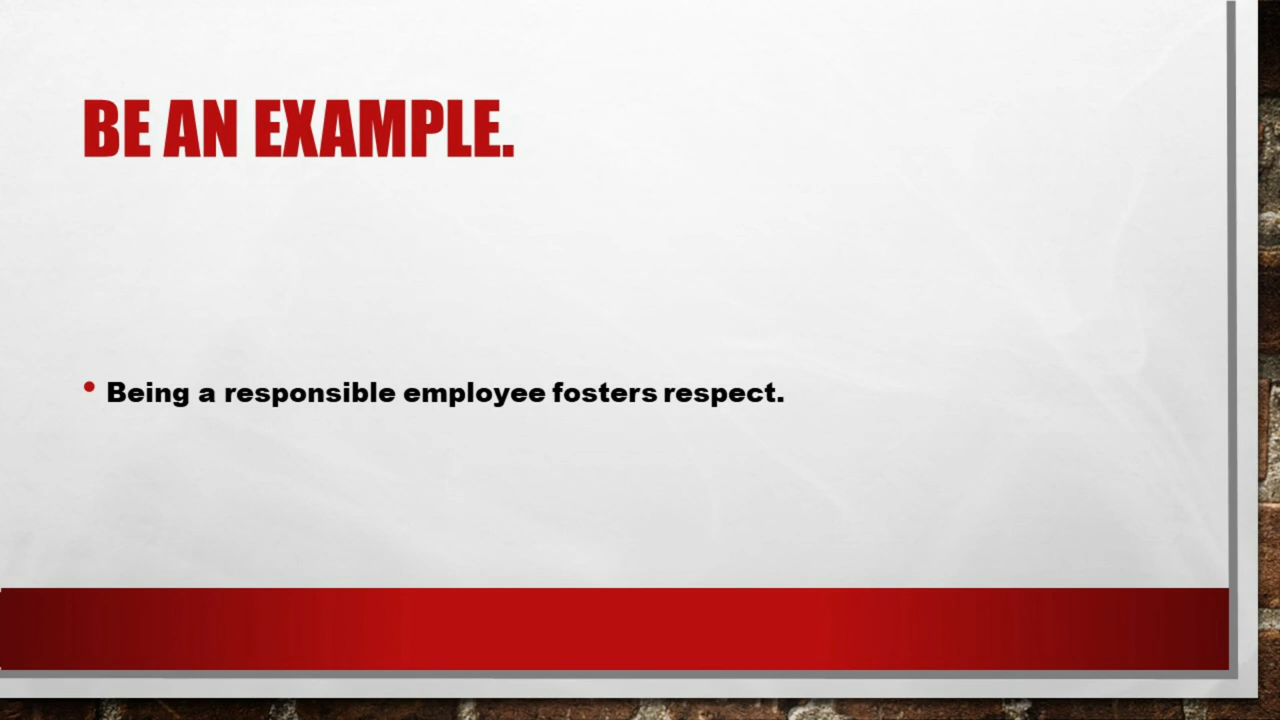 BE AN EXAMPLE.
• Being a responsible employee fosters respect.